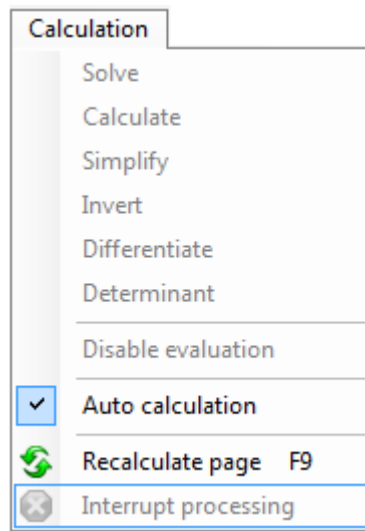 Calculation
Solve
Calculate
Simplify
Invert
Differentiate
Determinant
Disable evaluation
Auto calculation
Recalculate page F9
Interrupt processing